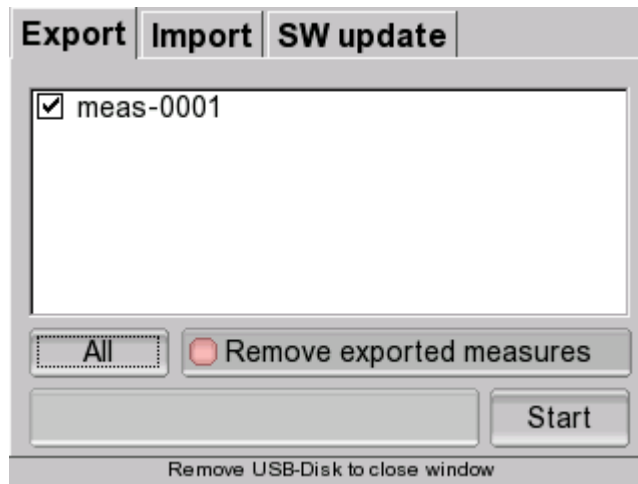 Export Import SW update
meas-0001
All Remove exported measures
Start
Remove USB-Disk to close window